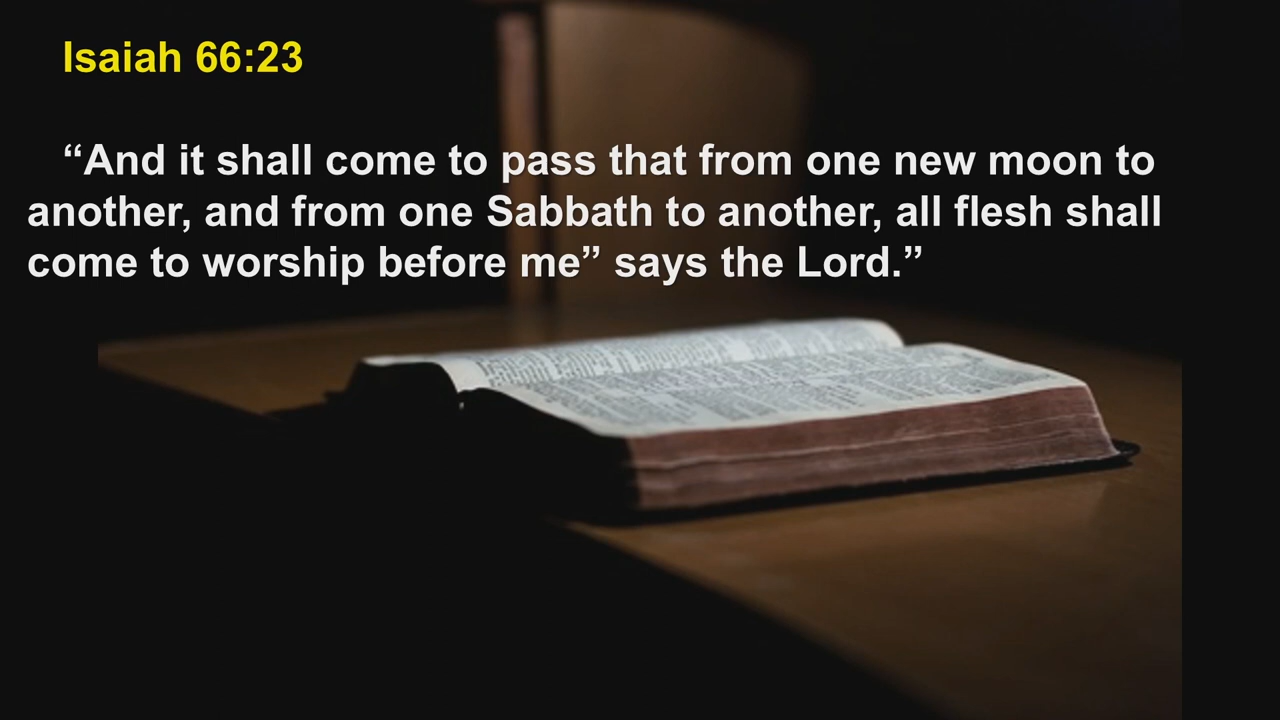 Isaiah 66:23
“And it shall come to pass that from one new moon to
another, and from one Sabbath to another, all flesh shall
come to worship before me” says the Lord.”